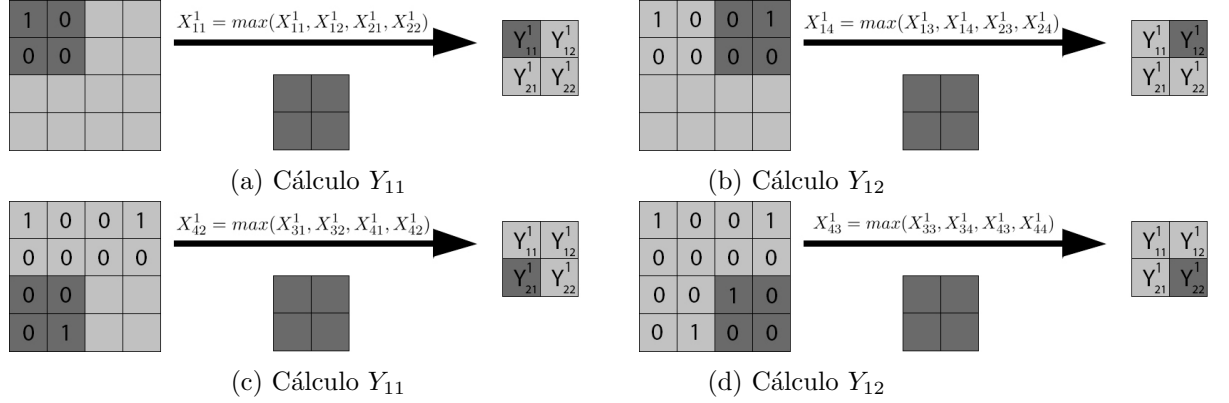 1 0
0 0
X^1_{11} = max(X^1_{11}, X^1_{12}, X^1_{21}, X^1_{22})
Y^1_{11} Y^1_{12}
Y^1_{21} Y^1_{22}
(a) Cálculo Y_{11}
1 0 0 1
0 0 0 0
X^1_{14} = max(X^1_{13}, X^1_{14}, X^1_{23}, X^1_{24})
Y^1_{11} Y^1_{12}
Y^1_{21} Y^1_{22}
(b) Cálculo Y_{12}
1 0 0 1
0 0 0 0
0 0
0 1
X^1_{42} = max(X^1_{31}, X^1_{32}, X^1_{41}, X^1_{42})
Y^1_{11} Y^1_{12}
Y^1_{21} Y^1_{22}
(c) Cálculo Y_{11}
1 0 0 1
0 0 0 0
0 0 1 0
0 1 0 0
X^1_{43} = max(X^1_{33}, X^1_{34}, X^1_{43}, X^1_{44})
Y^1_{11} Y^1_{12}
Y^1_{21} Y^1_{22}
(d) Cálculo Y_{12}